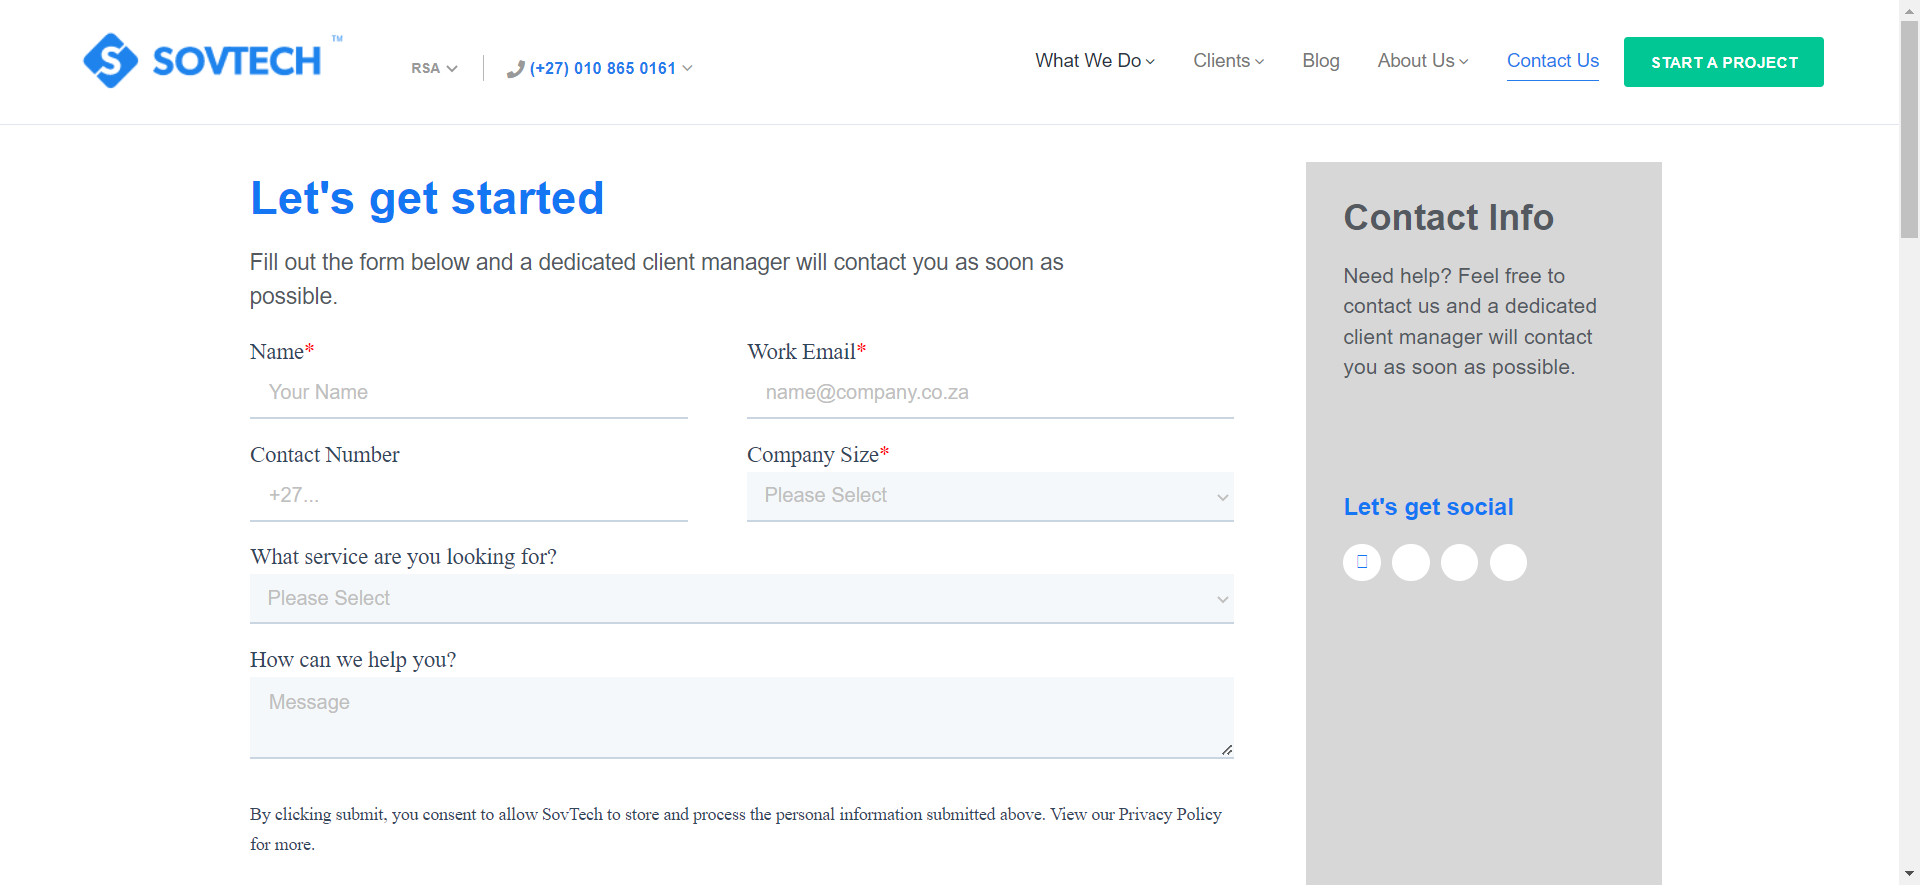 SOVTECH ™
RSA
(+27) 010 865 0161
What We Do
Clients
Blog
About Us
Contact Us
START A PROJECT
Let's get started
Fill out the form below and a dedicated client manager will contact you as soon as
possible.
Name*
Your Name
Work Email*
name@company.co.za
Contact Number
+27...
Company Size*
Please Select
What service are you looking for?
Please Select
How can we help you?
Message
By clicking submit, you consent to allow SovTech to store and process the personal information submitted above. View our Privacy Policy
for more.
Contact Info
Need help? Feel free to
contact us and a dedicated
client manager will contact
you as soon as possible.
Let's get social